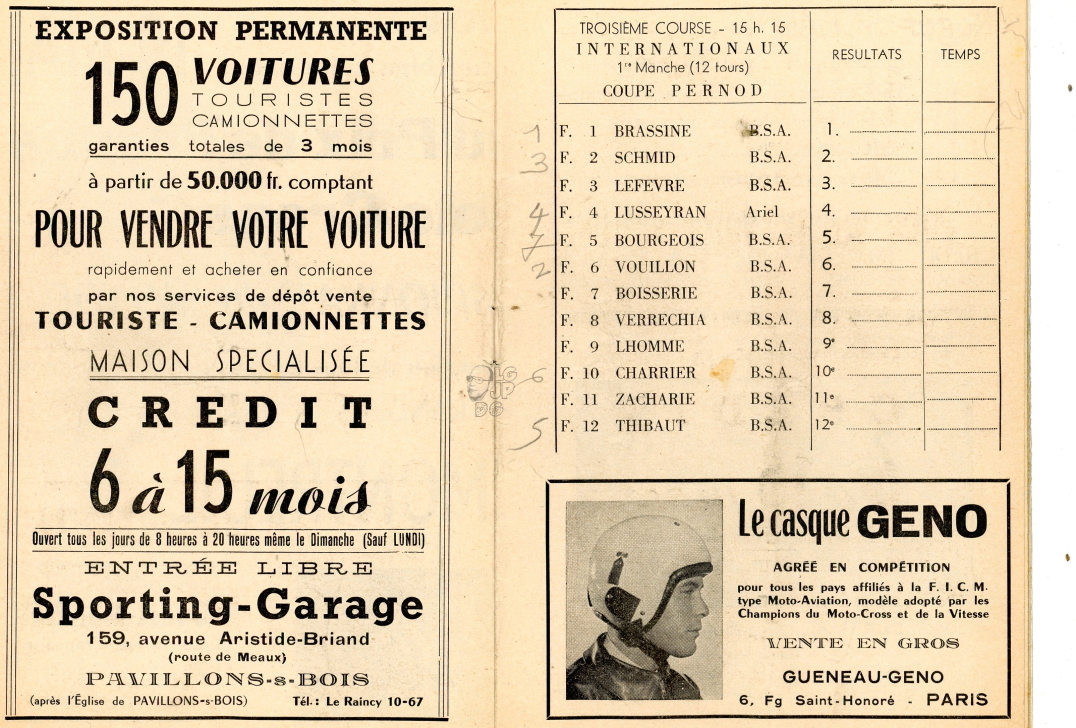 EXPOSITION PERMANENTE
150 VOITURES
TOURISTES
CAMIONNETTES
garanties totales de 3 mois
à partir de 50.000 fr. comptant
POUR VENDRE VOTRE VOITURE
rapidement et acheter en confiance
par nos services de dépôt vente
TOURISTE - CAMIONNETTES
MAISON SPECIALISÉE
CREDIT
6 à 15 mois
Ouvert tous les jours de 8 heures à 20 heures même le Dimanche (Sauf LUNDI)
ENTRÉE LIBRE
Sporting-Garage
159, avenue Aristide-Briand
(route de Meaux)
PAVILLONS-s-BOIS
(après l'Église de PAVILLONS-s-BOIS) Tél.: Le Raincy 10-67
TROISIÈME COURSE - 15 h. 15
INTERNATIONAUX
1re Manche (12 tours)
COUPE PERNOD
RESULTATS
TEMPS
1 F. 1 BRASSINE B.S.A. 1.
3 F. 2 SCHMID B.S.A. 2.
F. 3 LEFEVRE B.S.A. 3.
4 F. 4 LUSSEYRAN Ariel 4.
7 F. 5 BOURGEOIS B.S.A. 5.
2 F. 6 VOUILLON B.S.A. 6.
F. 7 BOISSERIE B.S.A. 7.
F. 8 VERRECHIA B.S.A. 8.
F. 9 LHOMME B.S.A. 9e
6 F. 10 CHARRIER B.S.A. 10e
F. 11 ZACHARIE B.S.A. 11e
5 F. 12 THIBAUT B.S.A. 12e
LG
JP
DG
Le casque GENO
AGRÉÉ EN COMPÉTITION
pour tous les pays affiliés à la F. I. C. M.
type Moto-Aviation, modèle adopté par les
Champions du Moto-Cross et de la Vitesse
VENTE EN GROS
GUENEAU-GENO
6, Fg Saint-Honoré - PARIS